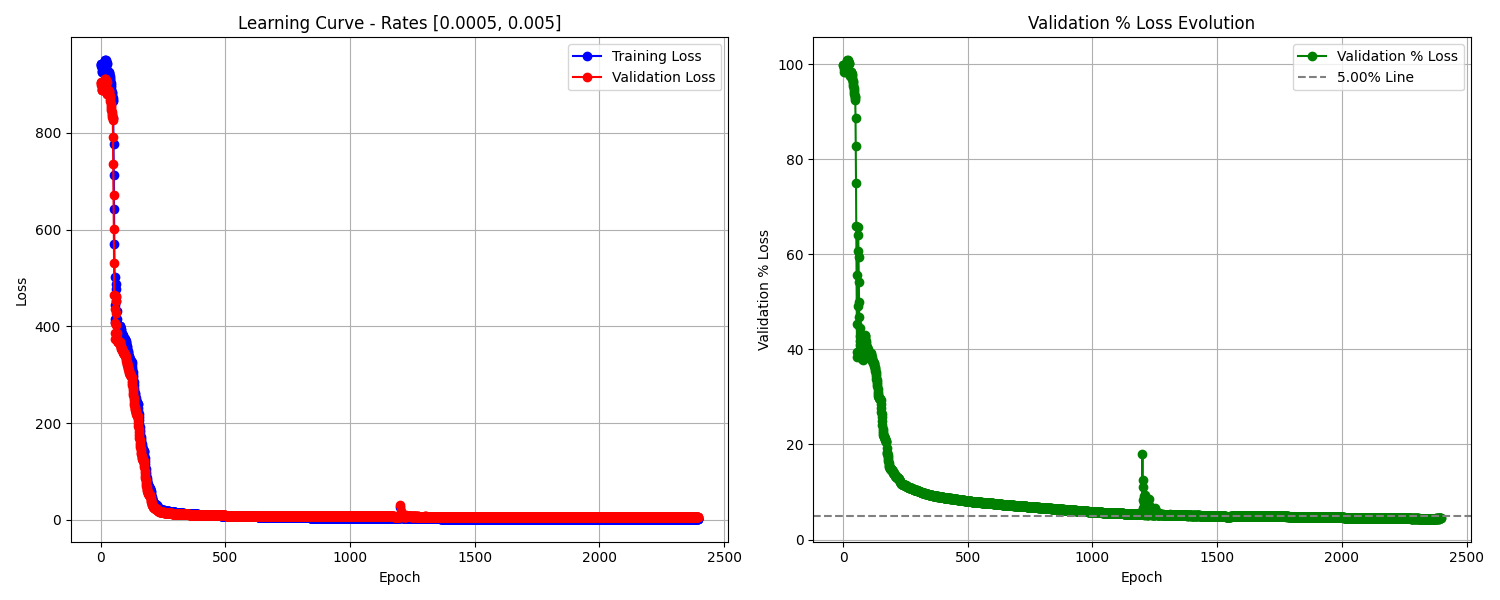 Learning Curve - Rates [0.0005, 0.005]
Training Loss
Validation Loss
Loss
800
600
400
200
0
0 500 1000 1500 2000 2500
Epoch
Validation % Loss Evolution
Validation % Loss
5.00% Line
Validation % Loss
100
80
60
40
20
0
0 500 1000 1500 2000 2500
Epoch